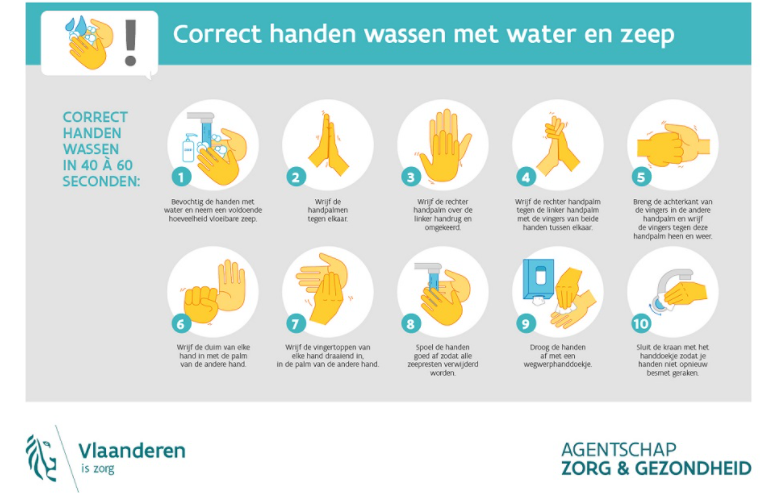 Correct handen wassen met water en zeep
CORRECT
HANDEN
WASSEN
IN 40 À 60
SECONDEN:
1
Bevochtig de handen met
water en neem een voldoende
hoeveelheid vloeibare zeep.
2
Wrijf de
handpalmen
tegen elkaar.
3
Wrijf de rechter
handpalm over de
linker handrug en
omgekeerd.
4
Wrijf de rechter handpalm
tegen de linker handpalm
met de vingers van beide
handen tussen elkaar.
5
Breng de achterkant van
de vingers in de andere
handpalm en wrijf
de vingers tegen deze
handpalm heen en weer.
6
Wrijf de duim van elke
hand in met de palm
van de andere hand.
7
Wrijf de vingertoppen van
elke hand draaiend in,
in de palm van de andere hand.
8
Spoel de handen
goed af zodat alle
zeepresten verwijderd
worden.
9
Droog de handen
af met een
wegwerphanddoekje.
10
Sluit de kraan met het
handdoekje zodat je
handen niet opnieuw
besmet geraken.
Vlaanderen
is zorg
AGENTSCHAP
ZORG & GEZONDHEID